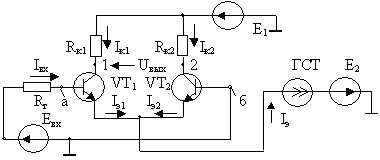 E1
Rк1 Iк1 Rк2 Iк2
Iвх 1 Uвых 2 ГСТ E2
VT1 VT2
Rг а Iэ1 Iэ2 б Iэ
Eвх